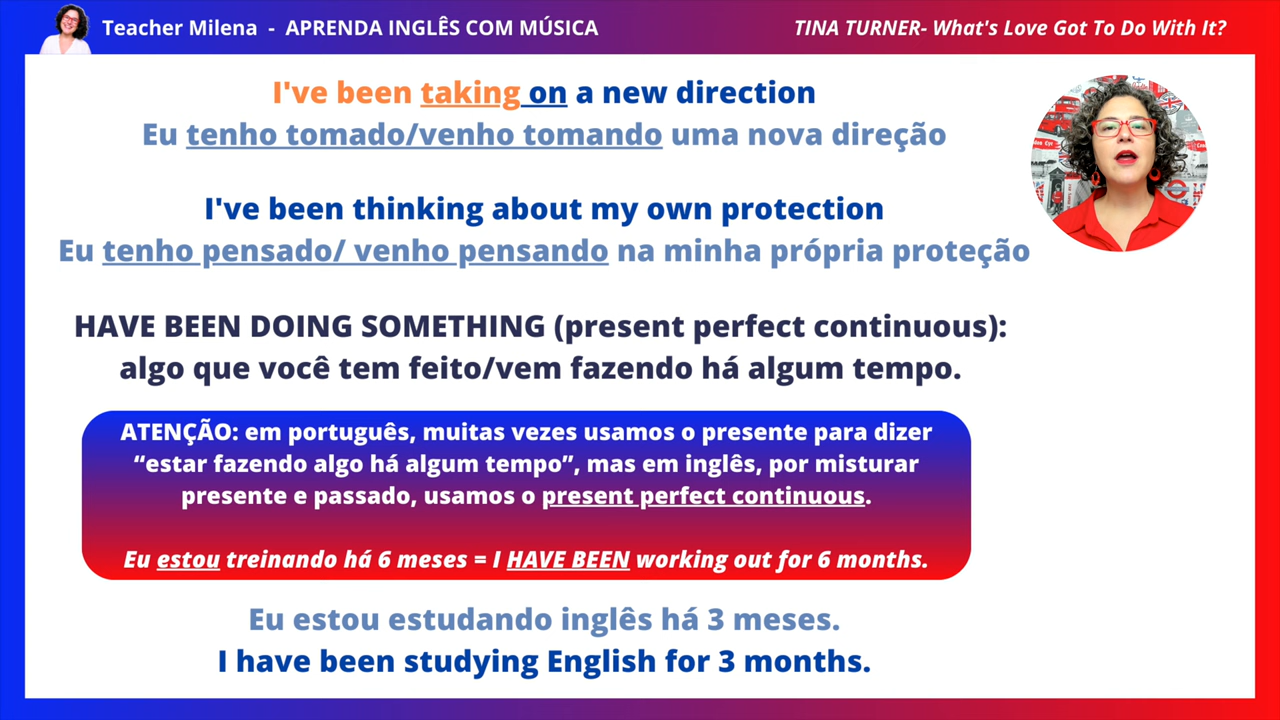 Teacher Milena - APRENDA INGLÊS COM MÚSICA
TINA TURNER- What's Love Got To Do With It?
I've been taking on a new direction
Eu tenho tomado/venho tomando uma nova direção
I've been thinking about my own protection
Eu tenho pensado/ venho pensando na minha própria proteção
HAVE BEEN DOING SOMETHING (present perfect continuous):
algo que você tem feito/vem fazendo há algum tempo.
ATENÇÃO: em português, muitas vezes usamos o presente para dizer
“estar fazendo algo há algum tempo”, mas em inglês, por misturar
presente e passado, usamos o present perfect continuous.
Eu estou treinando há 6 meses = I HAVE BEEN working out for 6 months.
Eu estou estudando inglês há 3 meses.
I have been studying English for 3 months.